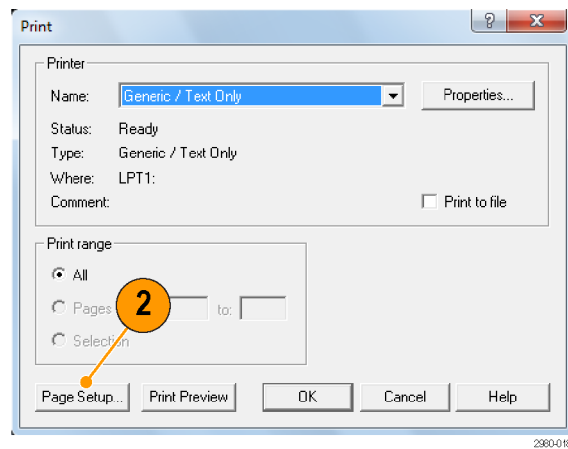 Print
Printer
Name: Generic / Text Only Properties...
Status: Ready
Type: Generic / Text Only
Where: LPT1:
Comment: Print to file
Print range
All
Pages to:
Selection
2
Page Setup... Print Preview OK Cancel Help